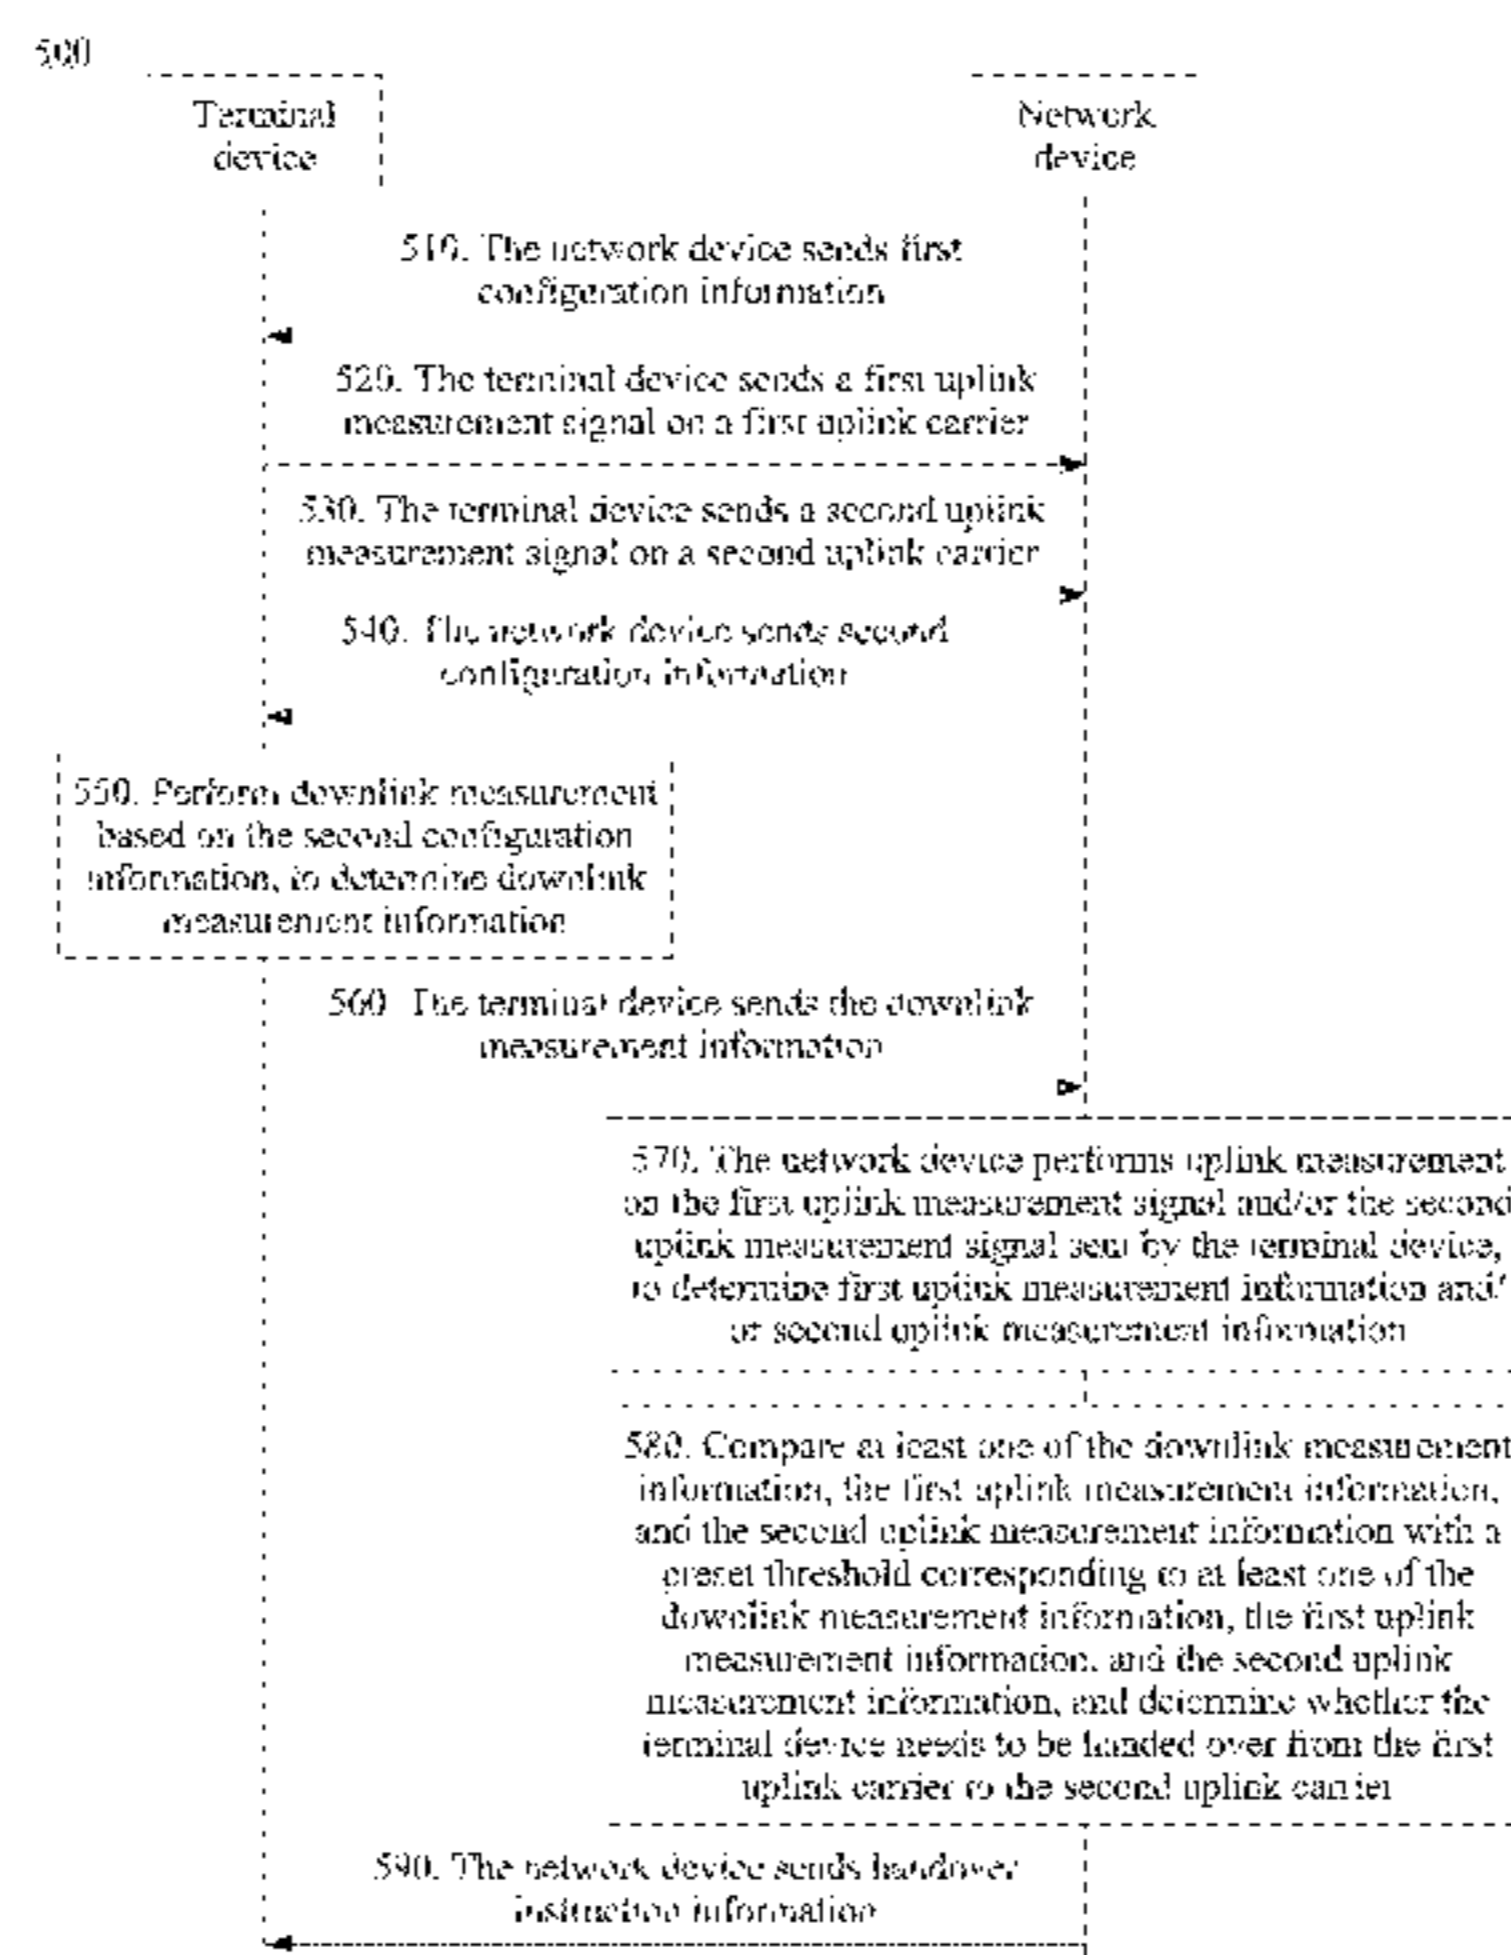 500
Terminal
device
Network
device
510. The network device sends first
configuration information
520. The terminal device sends a first uplink
measurement signal on a first uplink carrier
530. The terminal device sends a second uplink
measurement signal on a second uplink carrier
540. The network device sends second
configuration information
550. Perform downlink measurement
based on the second configuration
information, to determine downlink
measurement information
560. The terminal device sends the downlink
measurement information
570. The network device performs uplink measurement
on the first uplink measurement signal and/or the second
uplink measurement signal sent by the terminal device,
to determine first uplink measurement information and/
or second uplink measurement information
580. Compare at least one of the downlink measurement
information, the first uplink measurement information,
and the second uplink measurement information with a
preset threshold corresponding to at least one of the
downlink measurement information, the first uplink
measurement information, and the second uplink
measurement information, and determine whether the
terminal device needs to be handed over from the first
uplink carrier to the second uplink carrier
590. The network device sends handover
instruction information